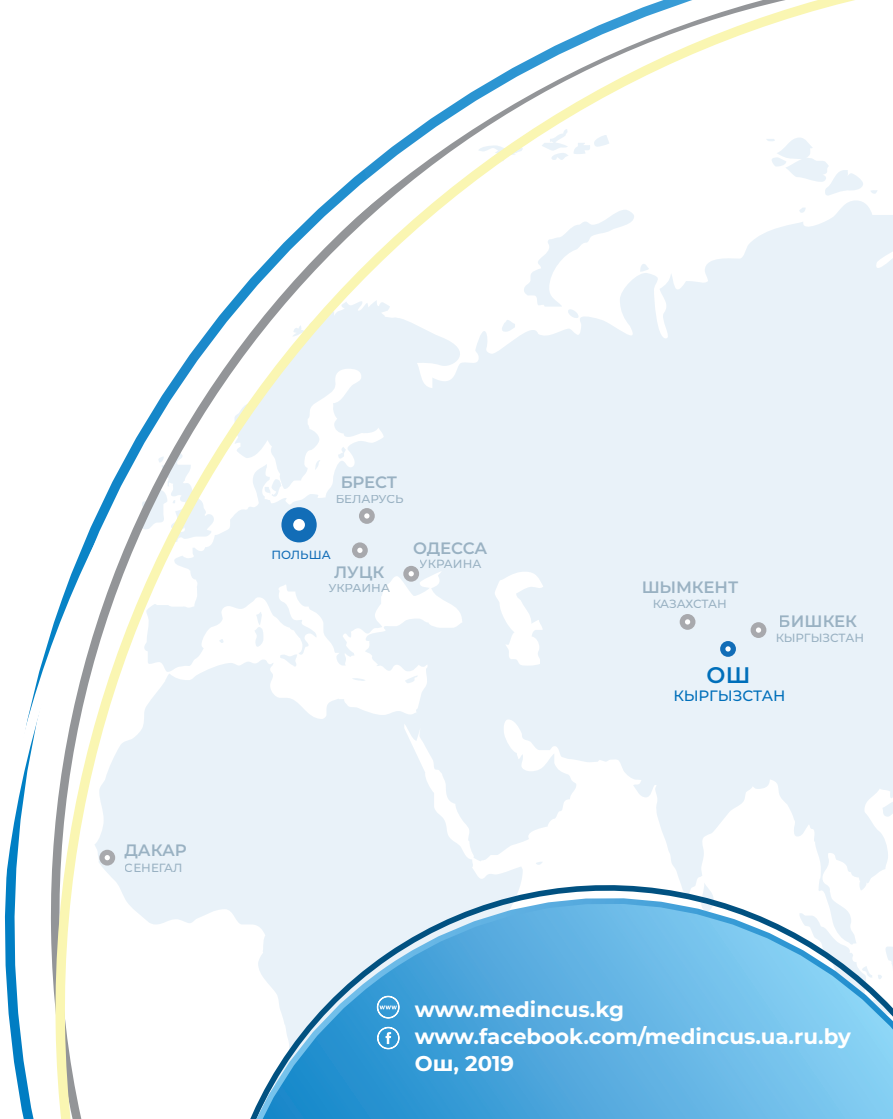 БРЕСТ
БЕЛАРУСЬ
ПОЛЬША
ЛУЦК
УКРАИНА
ОДЕССА
УКРАИНА
ШЫМКЕНТ
КАЗАХСТАН
БИШКЕК
КЫРГЫЗСТАН
ОШ
КЫРГЫЗСТАН
ДАКАР
СЕНЕГАЛ
www www.medincus.kg
f www.facebook.com/medincus.ua.ru.by
Ош, 2019